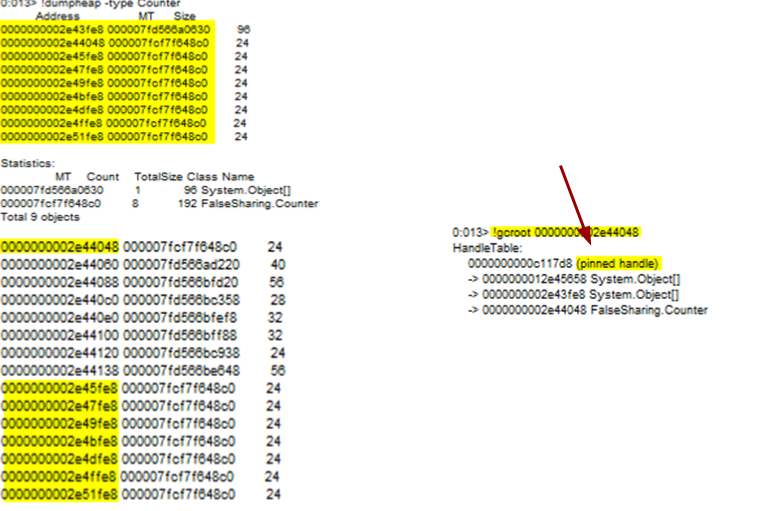 0:013> !dumpheap -type Counter
Address MT Size
0000000002e43fe8 000007fd566a0630 96
0000000002e44048 000007fcf7f648c0 24
0000000002e45fe8 000007fcf7f648c0 24
0000000002e47fe8 000007fcf7f648c0 24
0000000002e49fe8 000007fcf7f648c0 24
0000000002e4bfe8 000007fcf7f648c0 24
0000000002e4dfe8 000007fcf7f648c0 24
0000000002e4ffe8 000007fcf7f648c0 24
0000000002e51fe8 000007fcf7f648c0 24
Statistics:
MT Count TotalSize Class Name
000007fd566a0630 1 96 System.Object[]
000007fcf7f648c0 8 192 FalseSharing.Counter
Total 9 objects
0000000002e44048 000007fcf7f648c0 24
0000000002e44060 000007fd566ad220 40
0000000002e44088 000007fd566bfd20 56
0000000002e440c0 000007fd566bc358 28
0000000002e440e0 000007fd566bfef8 32
0000000002e44100 000007fd566bff88 32
0000000002e44120 000007fd566bc938 24
0000000002e44138 000007fd566be648 56
0000000002e45fe8 000007fcf7f648c0 24
0000000002e47fe8 000007fcf7f648c0 24
0000000002e49fe8 000007fcf7f648c0 24
0000000002e4bfe8 000007fcf7f648c0 24
0000000002e4dfe8 000007fcf7f648c0 24
0000000002e4ffe8 000007fcf7f648c0 24
0000000002e51fe8 000007fcf7f648c0 24
0:013> !gcroot 0000000002e44048
HandleTable:
0000000000c117d8 (pinned handle)
-> 0000000012e45658 System.Object[]
-> 0000000002e43fe8 System.Object[]
-> 0000000002e44048 FalseSharing.Counter